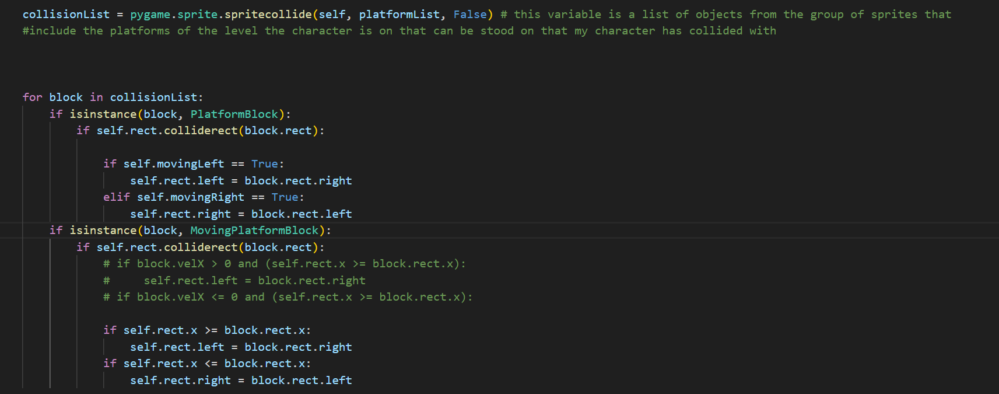 collisionList = pygame.sprite.spritecollide(self, platformList, False) # this variable is a list of objects from the group of sprites that
#include the platforms of the level the character is on that can be stood on that my character has collided with
for block in collisionList:
    if isinstance(block, PlatformBlock):
        if self.rect.colliderect(block.rect):
            if self.movingLeft == True:
                self.rect.left = block.rect.right
            elif self.movingRight == True:
                self.rect.right = block.rect.left
    if isinstance(block, MovingPlatformBlock):
        if self.rect.colliderect(block.rect):
            # if block.velX > 0 and (self.rect.x >= block.rect.x):
            #     self.rect.left = block.rect.right
            # if block.velX <= 0 and (self.rect.x >= block.rect.x):
            if self.rect.x >= block.rect.x:
                self.rect.left = block.rect.right
            if self.rect.x <= block.rect.x:
                self.rect.right = block.rect.left